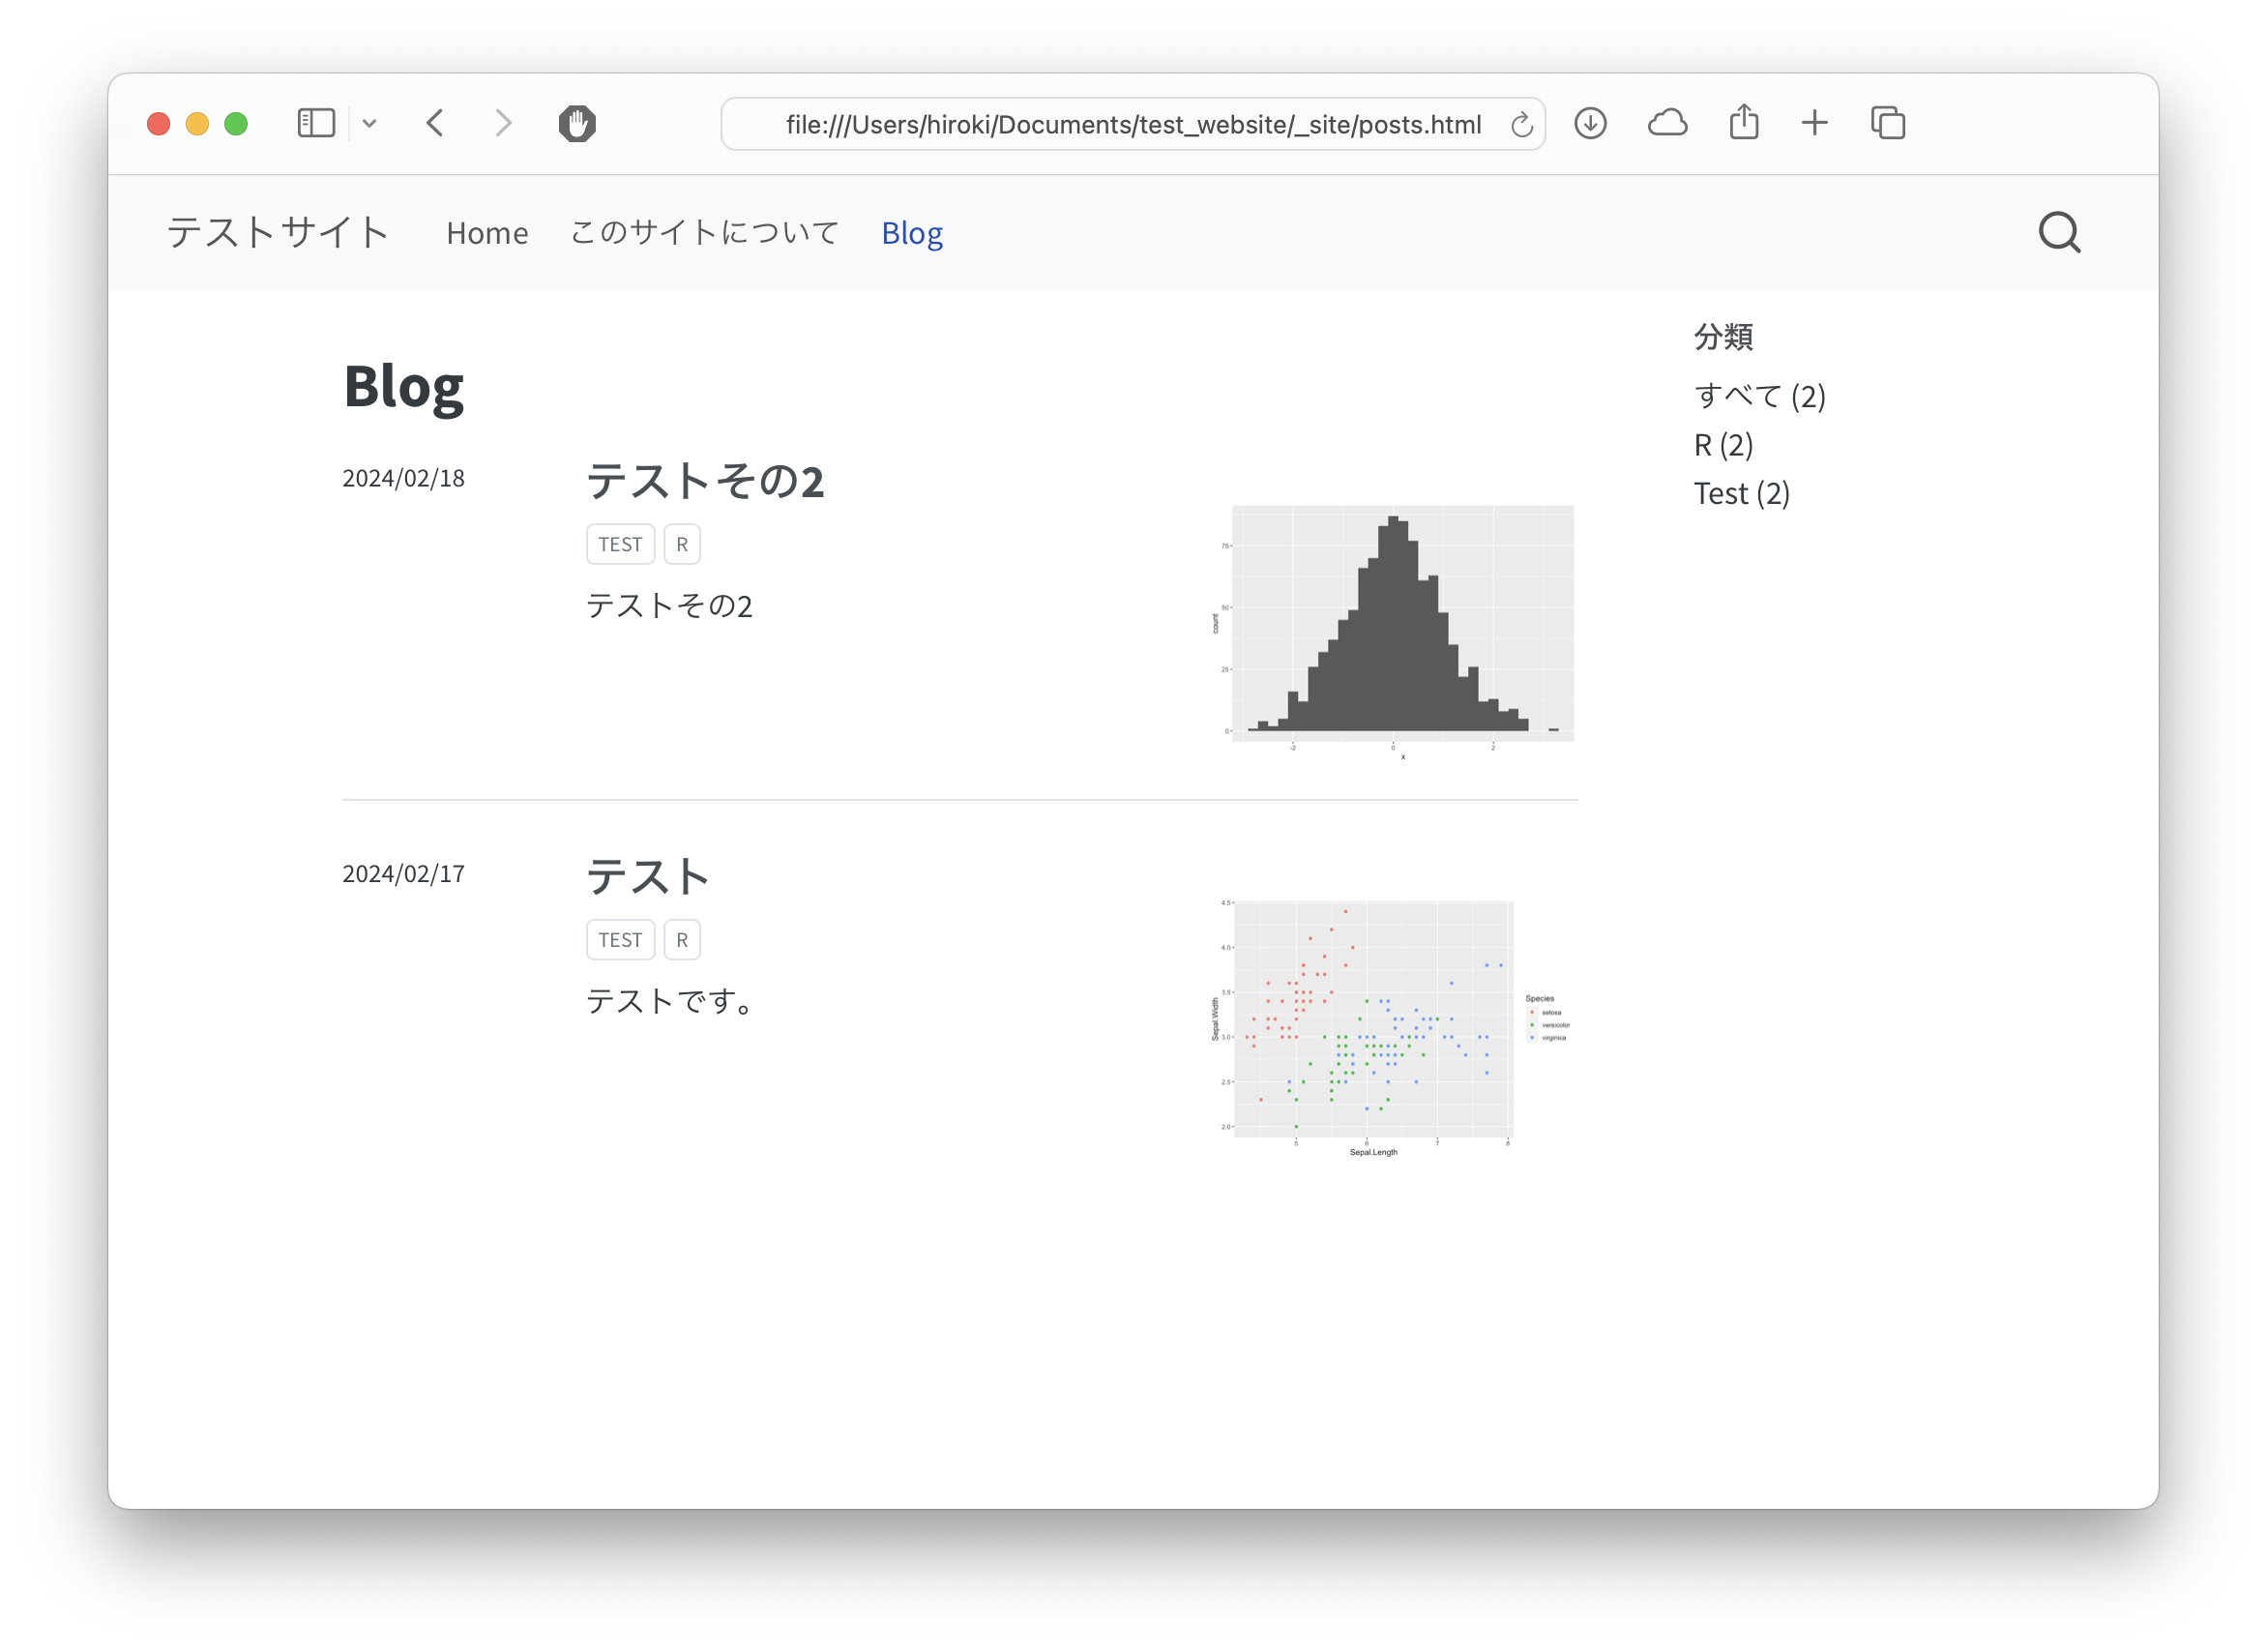 file:///Users/hiroki/Documents/test_website/_site/posts.html
テストサイト Home このサイトについて Blog
Blog
2024/02/18
テストその2
TEST R
テストその2
75
50
25
0
count
-2 0 2
x
2024/02/17
テスト
TEST R
テストです。
4.5
4.0
3.5
3.0
2.5
2.0
Sepal.Width
5 6 7 8
Sepal.Length
Species
setosa
versicolor
virginica
分類
すべて (2)
R (2)
Test (2)